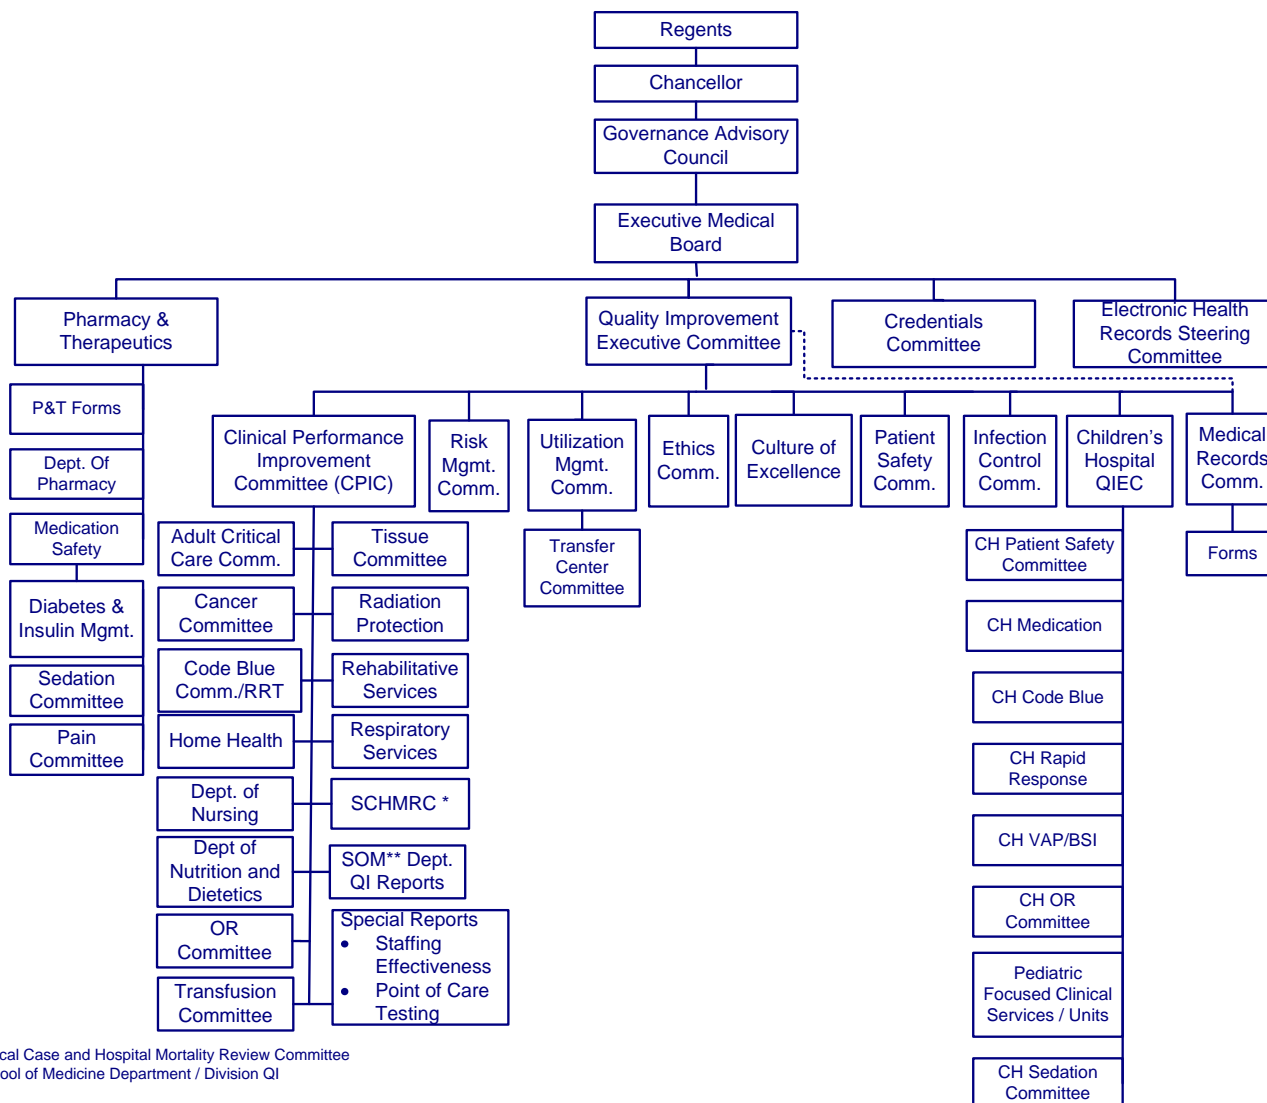 Regents
Chancellor
Governance Advisory
Council
Executive Medical
Board
Pharmacy &
Therapeutics
Quality Improvement
Executive Committee
Credentials
Committee
Electronic Health
Records Steering
Committee
P&T Forms
Dept. Of
Pharmacy
Medication
Safety
Diabetes &
Insulin Mgmt.
Sedation
Committee
Pain
Committee
Clinical Performance
Improvement
Committee (CPIC)
Risk
Mgmt.
Comm.
Utilization
Mgmt.
Comm.
Ethics
Comm.
Culture of
Excellence
Patient
Safety
Comm.
Infection
Control
Comm.
Children's
Hospital
QIEC
Medical
Records
Comm.
Adult Critical
Care Comm.
Tissue
Committee
Cancer
Committee
Radiation
Protection
Code Blue
Comm./RRT
Rehabilitative
Services
Home Health
Respiratory
Services
Dept. of
Nursing
SCHMRC *
Dept of
Nutrition and
Dietetics
SOM** Dept.
QI Reports
OR
Committee
Special Reports
• Staffing
Effectiveness
• Point of Care
Testing
Transfusion
Committee
Transfer
Center
Committee
CH Patient Safety
Committee
CH Medication
CH Code Blue
CH Rapid
Response
CH VAP/BSI
CH OR
Committee
Pediatric
Focused Clinical
Services / Units
CH Sedation
Committee
Forms
cal Case and Hospital Mortality Review Committee
ool of Medicine Department / Division QI